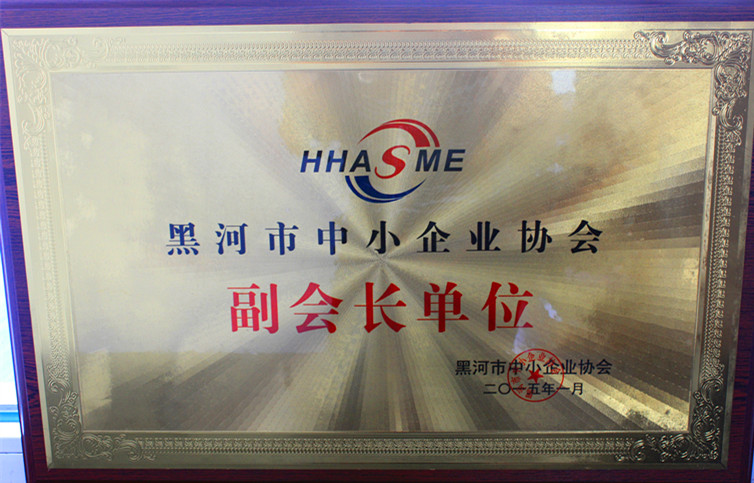 HHASME
黑河市中小企业协会
副会长单位
黑河市中小企业协会
二〇一五年一月